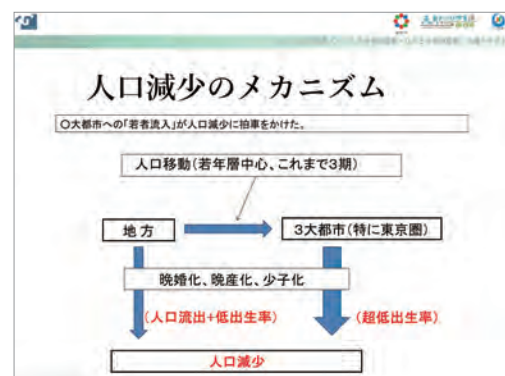 人口減少のメカニズム
〇大都市への「若者流入」が人口減少に拍車をかけた。
人口移動(若年層中心、これまで3期)
地方
3大都市(特に東京圏)
晩婚化、晩産化、少子化
(人口流出+低出生率)
(超低出生率)
人口減少